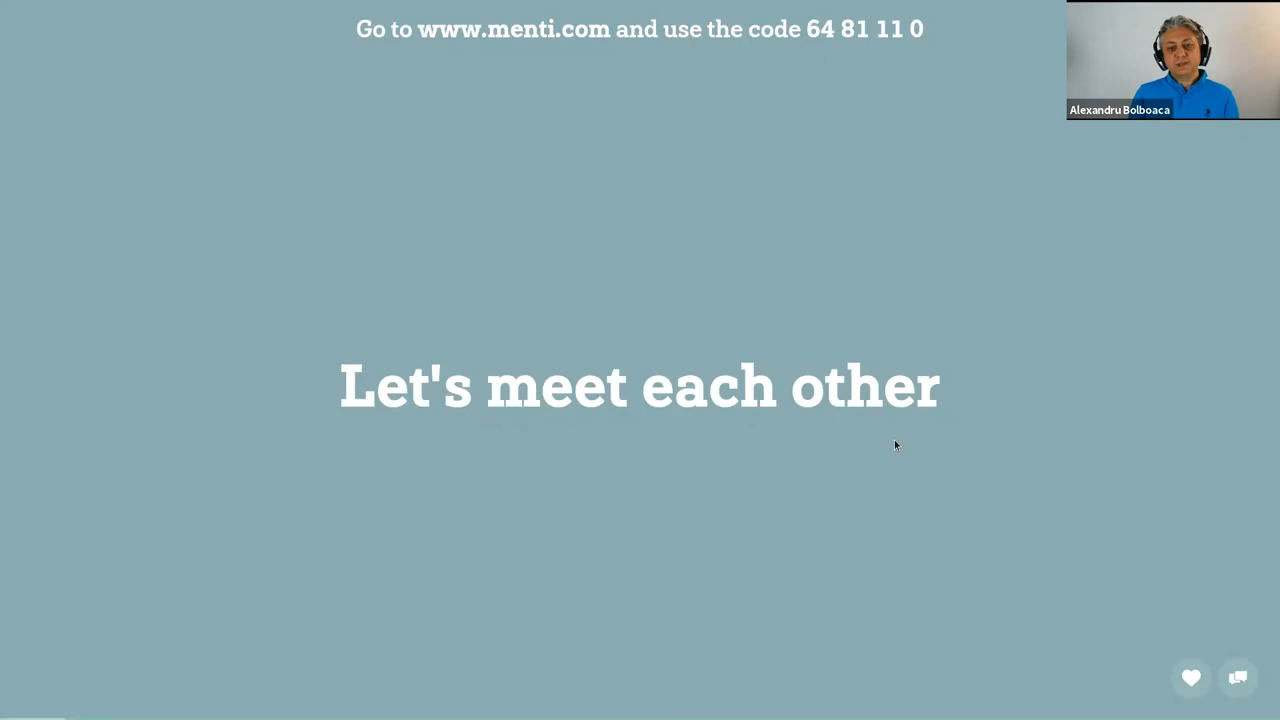 Go to www.menti.com and use the code 64 81 11 0
Alexandru Bolboaca
Let's meet each other